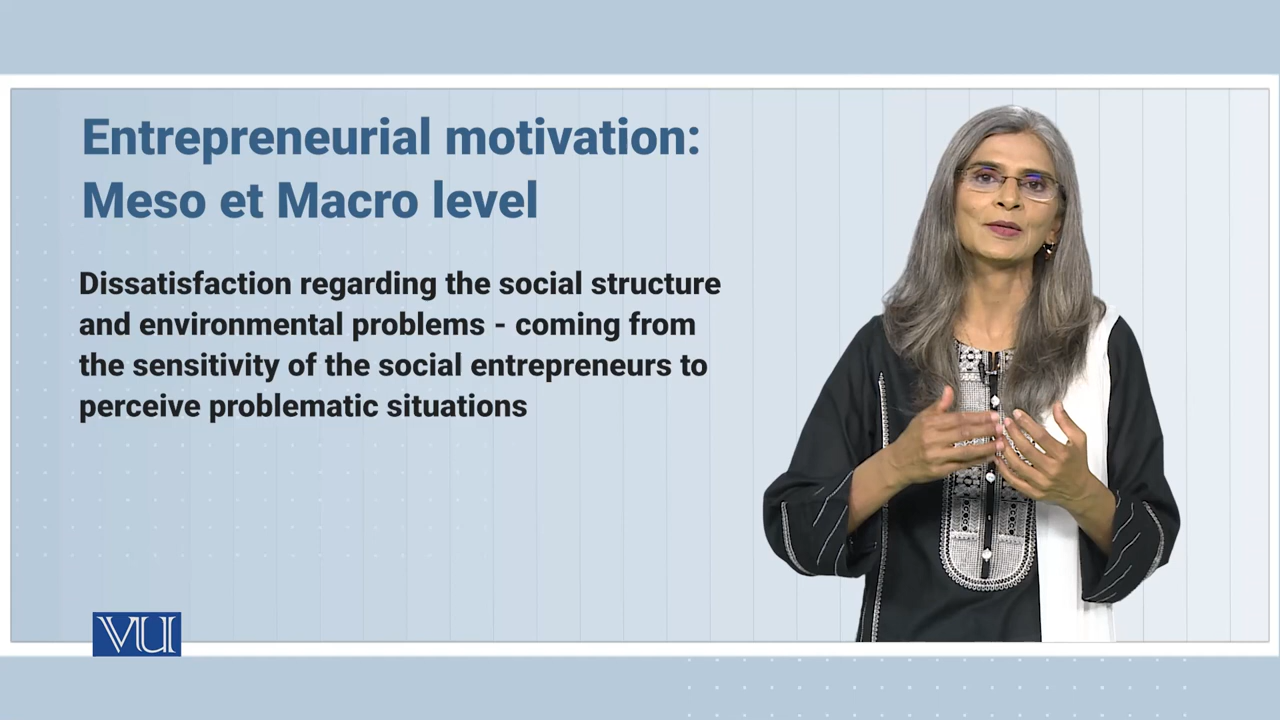 Entrepreneurial motivation:
Meso et Macro level
Dissatisfaction regarding the social structure
and environmental problems - coming from
the sensitivity of the social entrepreneurs to
perceive problematic situations
VU